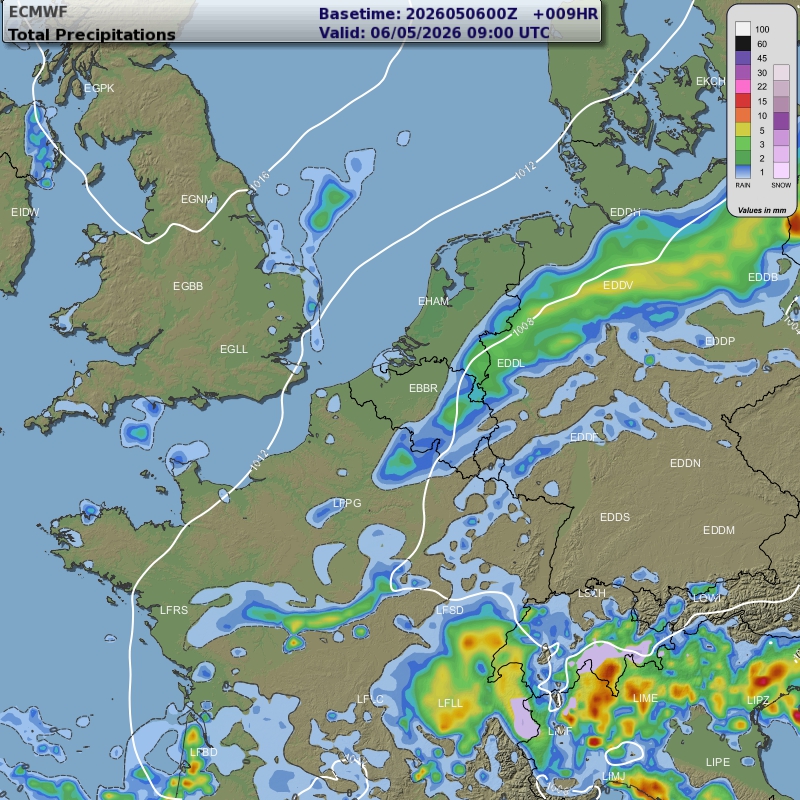 ECMWF
Basetime: 2026050600Z +009HR
Total Precipitations
Valid: 06/05/2026 09:00 UTC
100
60
45
30
22
15
10
5
3
2
1
RAIN SNOW
Values in mm
EGPK
EKCH
EIDW
EGNM
1016
1012
EDDH
EGBB
EHAM
EDDV
EDDB
1008
1004
EGLL
EDDP
EDDL
EBBR
EDDF
EDDN
1012
LFPG
EDDS
EDDM
LFRS
LFSD
LSZH
LOWI
LFLC
LFLL
LIME
LIPZ
LIMF
LFBD
LIPE
LIMJ